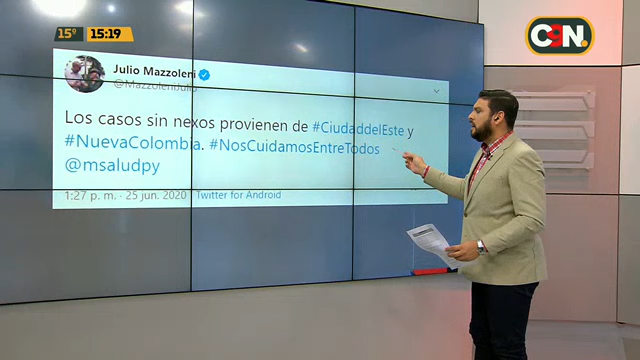 15° 15:19
C9N.
Julio Mazzoleni
@MazzoleniJulio
Los casos sin nexos provienen de #CiudaddelEste y
#NuevaColombia. #NosCuidamosEntreTodos
@msaludpy
1:27 p. m. · 25 jun. 2020 · Twitter for Android